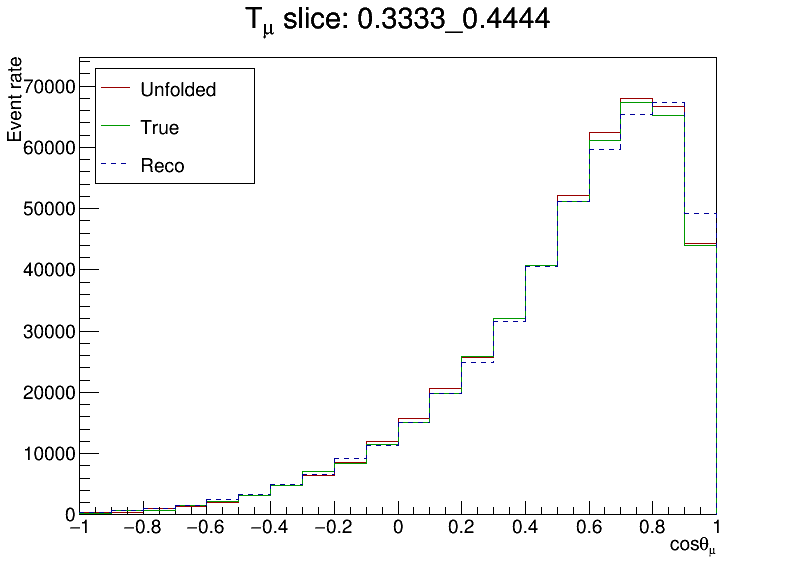 Tμ slice: 0.3333_0.4444
Event rate
70000
60000
50000
40000
30000
20000
10000
0
Unfolded
True
Reco
−1 −0.8 −0.6 −0.4 −0.2 0 0.2 0.4 0.6 0.8 1
cosθμ